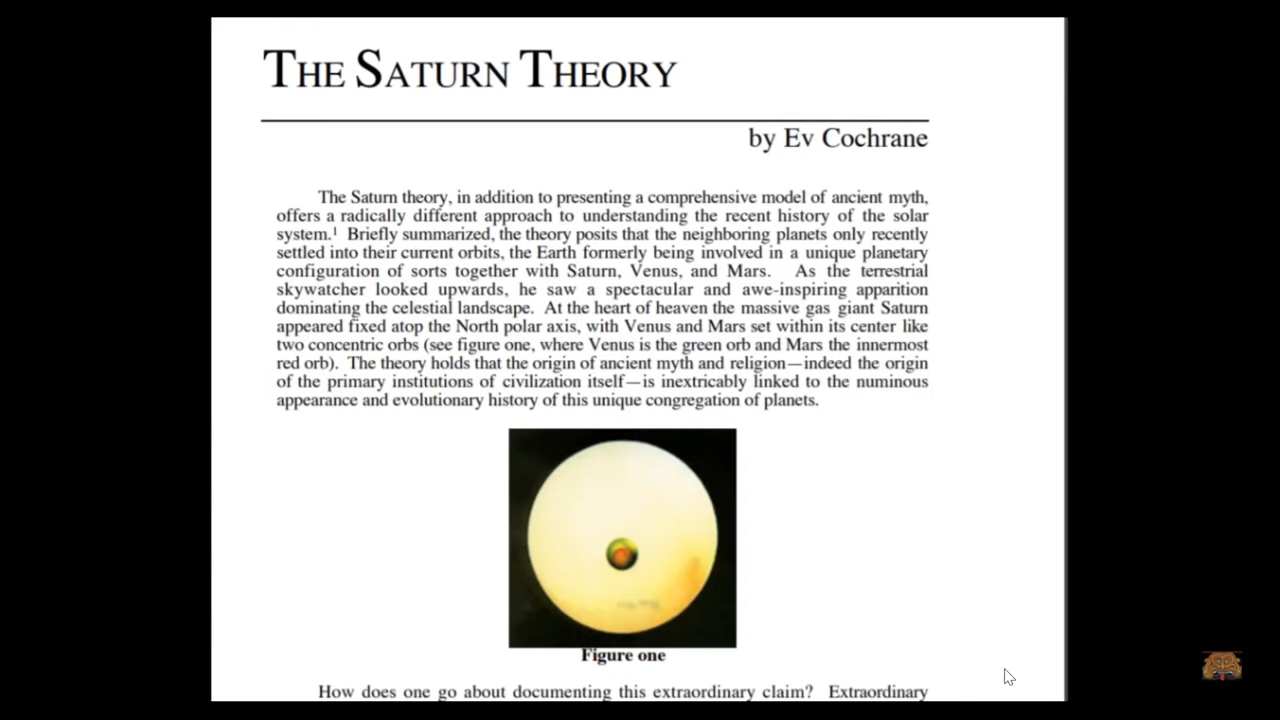 THE SATURN THEORY
by Ev Cochrane
The Saturn theory, in addition to presenting a comprehensive model of ancient myth,
offers a radically different approach to understanding the recent history of the solar
system.¹ Briefly summarized, the theory posits that the neighboring planets only recently
settled into their current orbits, the Earth formerly being involved in a unique planetary
configuration of sorts together with Saturn, Venus, and Mars. As the terrestrial
skywatcher looked upwards, he saw a spectacular and awe-inspiring apparition
dominating the celestial landscape. At the heart of heaven the massive gas giant Saturn
appeared fixed atop the North polar axis, with Venus and Mars set within its center like
two concentric orbs (see figure one, where Venus is the green orb and Mars the innermost
red orb). The theory holds that the origin of ancient myth and religion—indeed the origin
of the primary institutions of civilization itself—is inextricably linked to the numinous
appearance and evolutionary history of this unique congregation of planets.
Figure one
How does one go about documenting this extraordinary claim? Extraordinary